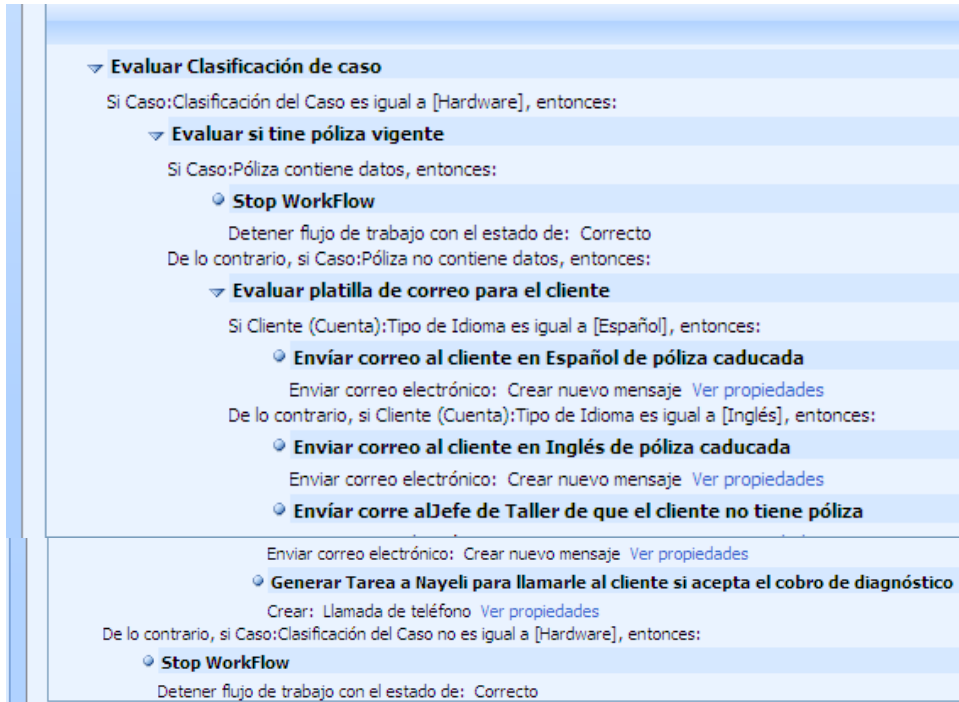 Evaluar Clasificación de caso
Si Caso:Clasificación del Caso es igual a [Hardware], entonces:
Evaluar si tine póliza vigente
Si Caso:Póliza contiene datos, entonces:
Stop WorkFlow
Detener flujo de trabajo con el estado de: Correcto
De lo contrario, si Caso:Póliza no contiene datos, entonces:
Evaluar platilla de correo para el cliente
Si Cliente (Cuenta):Tipo de Idioma es igual a [Español], entonces:
Envíar correo al cliente en Español de póliza caducada
Enviar correo electrónico: Crear nuevo mensaje Ver propiedades
De lo contrario, si Cliente (Cuenta):Tipo de Idioma es igual a [Inglés], entonces:
Enviar correo al cliente en Inglés de póliza caducada
Enviar correo electrónico: Crear nuevo mensaje Ver propiedades
Envíar corre alJefe de Taller de que el cliente no tiene póliza
Enviar correo electrónico: Crear nuevo mensaje Ver propiedades
Generar Tarea a Nayeli para llamarle al cliente si acepta el cobro de diagnóstico
Crear: Llamada de teléfono Ver propiedades
De lo contrario, si Caso:Clasificación del Caso no es igual a [Hardware], entonces:
Stop WorkFlow
Detener flujo de trabajo con el estado de: Correcto